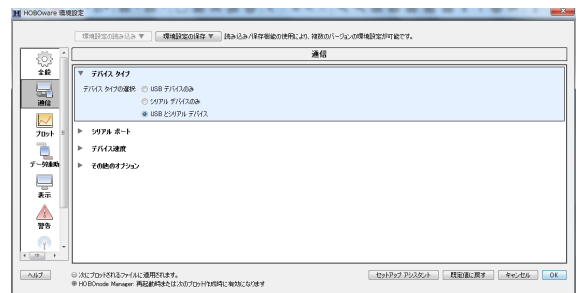 HOBOware 環境設定
環境設定の読み込み ▼ 環境設定の保存 ▼ 読み込み/保存機能の使用により、複数のバージョンの環境設定が可能です。
通信
全般
通信
プロット
データ収集時
表示
警告
▼ デバイス タイプ
デバイス タイプの選択 USB デバイスのみ
シリアル デバイスのみ
USB とシリアル デバイス
▶ シリアル ポート
▶ デバイス速度
▶ その他のオプション
ヘルプ
次にプロットされるファイルに適用されます。
HOBOnode Manager: 再起動時または次のプロット作成時に有効になります
セットアップ アシスタント 既定値に戻す キャンセル OK